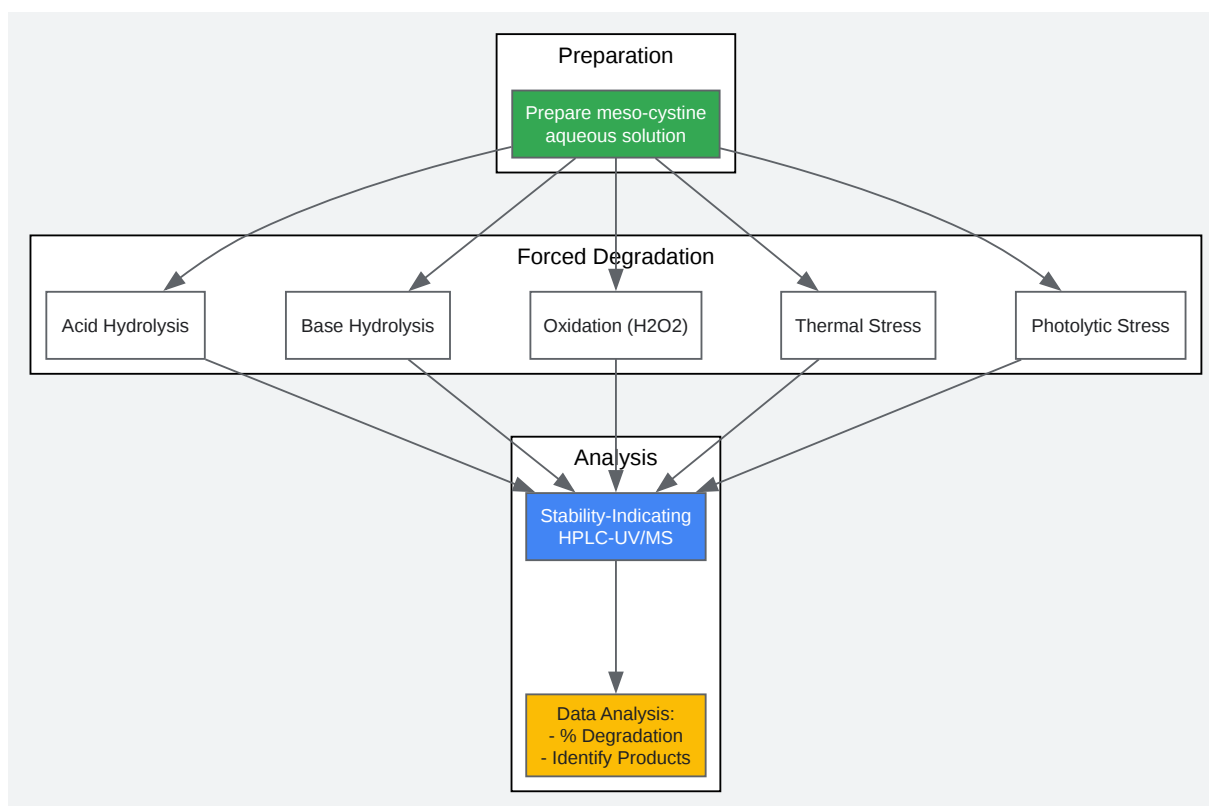 Preparation
Prepare meso-cystine
aqueous solution
Forced Degradation
Acid Hydrolysis
Base Hydrolysis
Oxidation (H2O2)
Thermal Stress
Photolytic Stress
Analysis
Stability-Indicating
HPLC-UV/MS
Data Analysis:
- % Degradation
- Identify Products